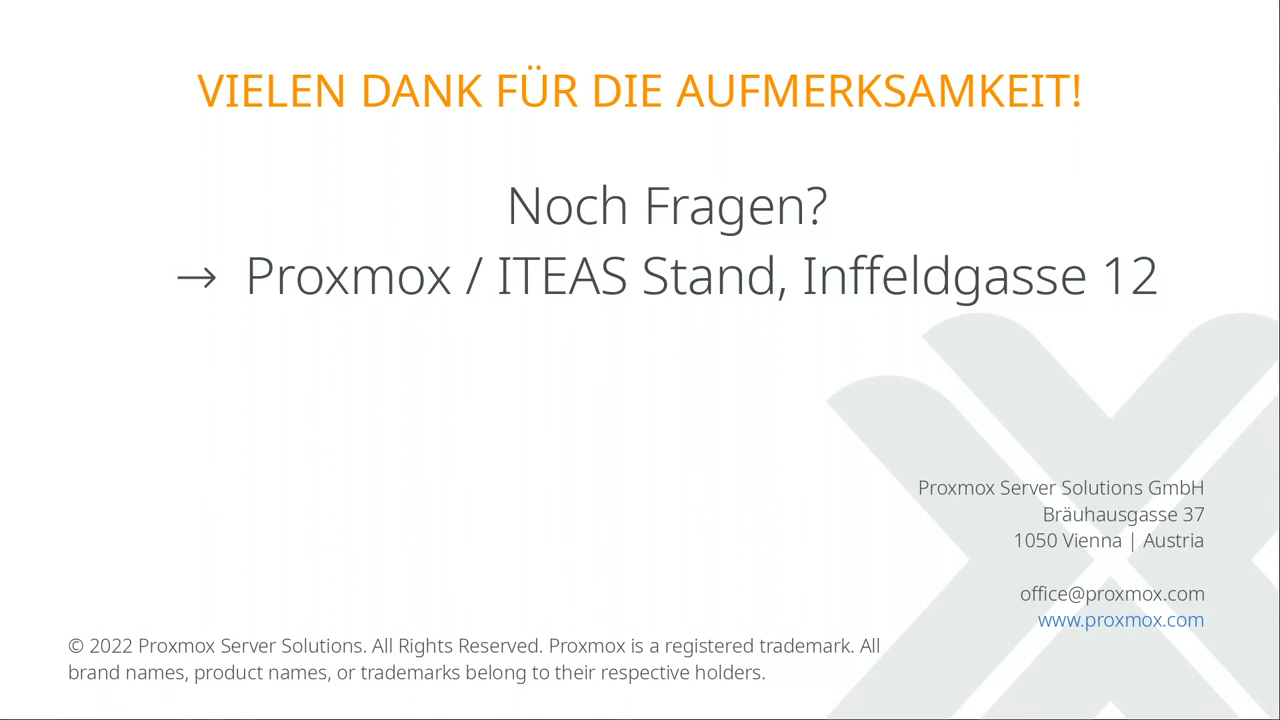 VIELEN DANK FÜR DIE AUFMERKSAMKEIT!
Noch Fragen?
→ Proxmox / ITEAS Stand, Inffeldgasse 12
Proxmox Server Solutions GmbH
Bräuhausgasse 37
1050 Vienna | Austria
office@proxmox.com
www.proxmox.com
© 2022 Proxmox Server Solutions. All Rights Reserved. Proxmox is a registered trademark. All
brand names, product names, or trademarks belong to their respective holders.